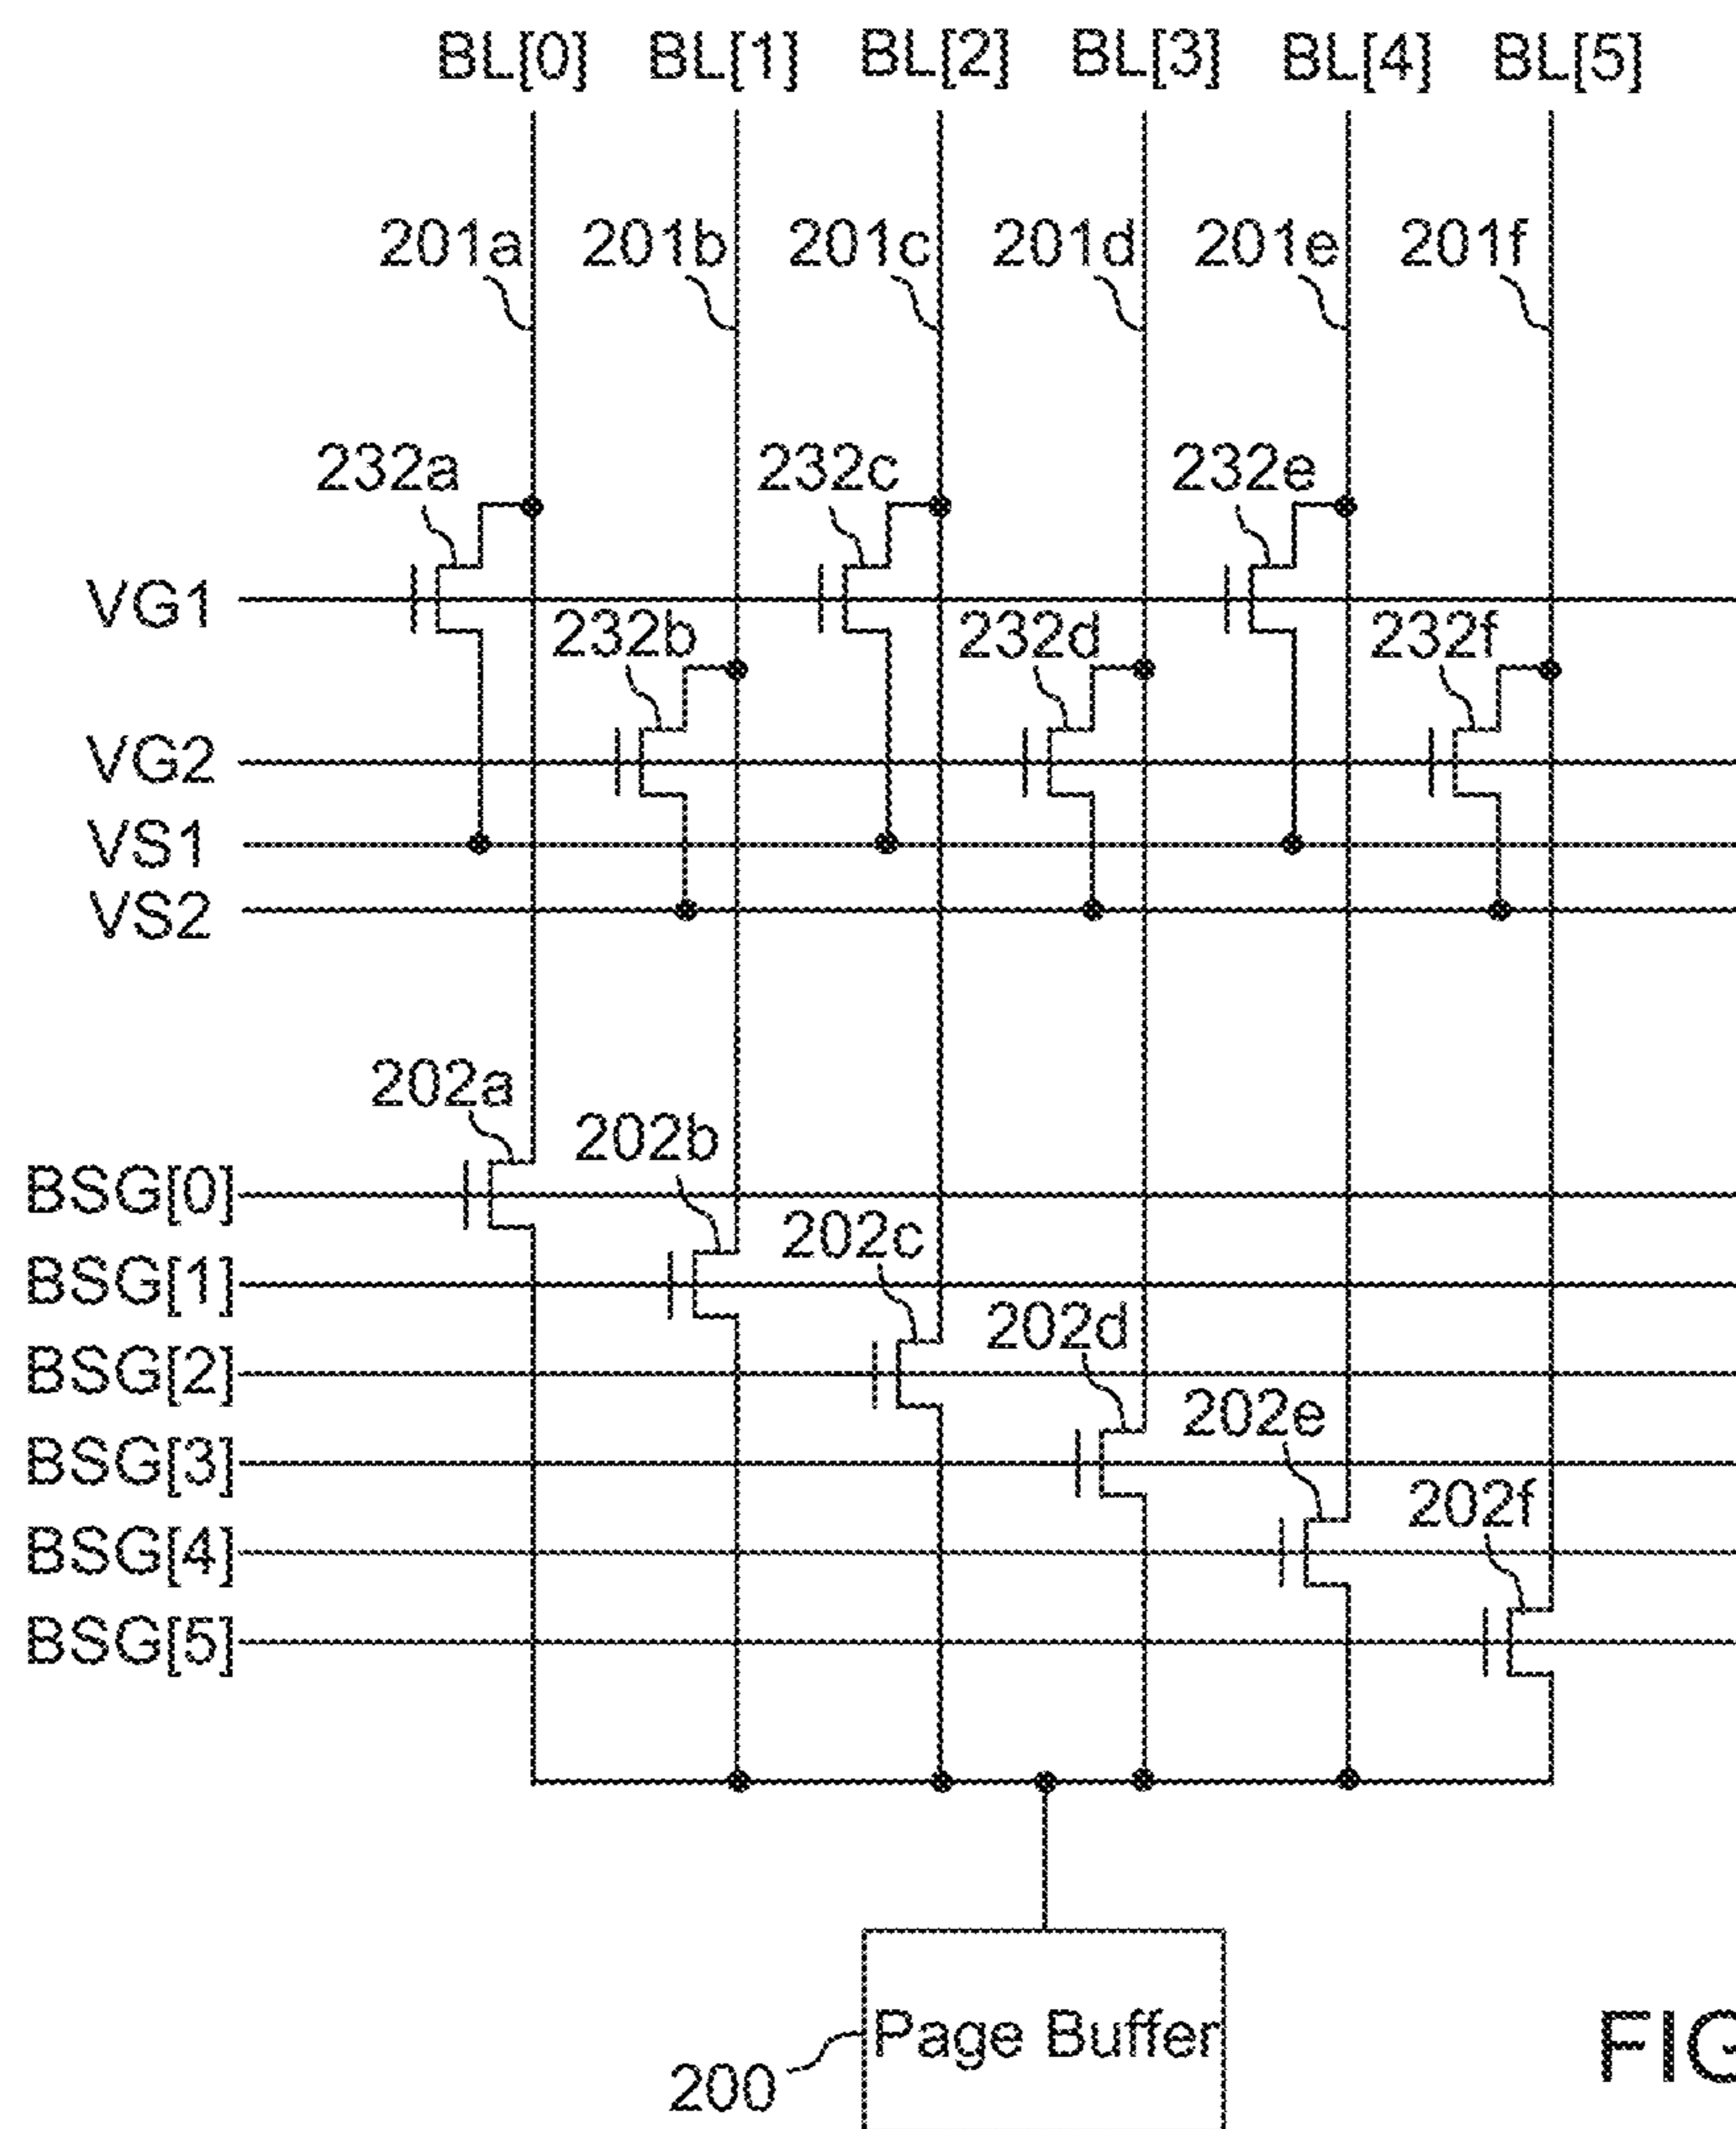 BL[0] BL[1] BL[2] BL[3] BL[4] BL[5]
201a 201b 201c 201d 201e 201f
232a 232c 232e
VG1
232b 232d 232f
VG2
VS1
VS2
202a
202b
BSG[0]
202c
BSG[1]
202d
BSG[2]
202e
BSG[3]
202f
BSG[4]
BSG[5]
Page Buffer
200
FIG